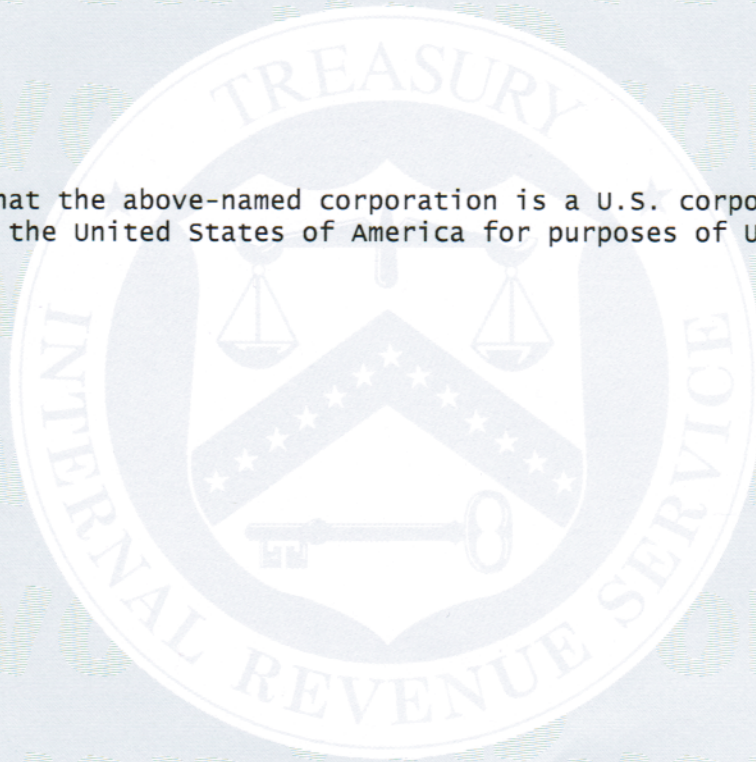 TREASURY
hat the above-named corporation is a U.S. corpo
the United States of America for purposes of U
INTERNAL REVENUE SERVICE